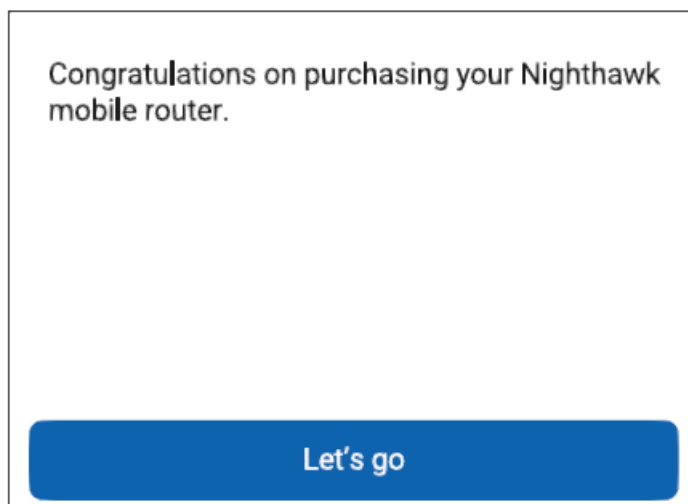 Congratulations on purchasing your Nighthawk
mobile router.
Let's go